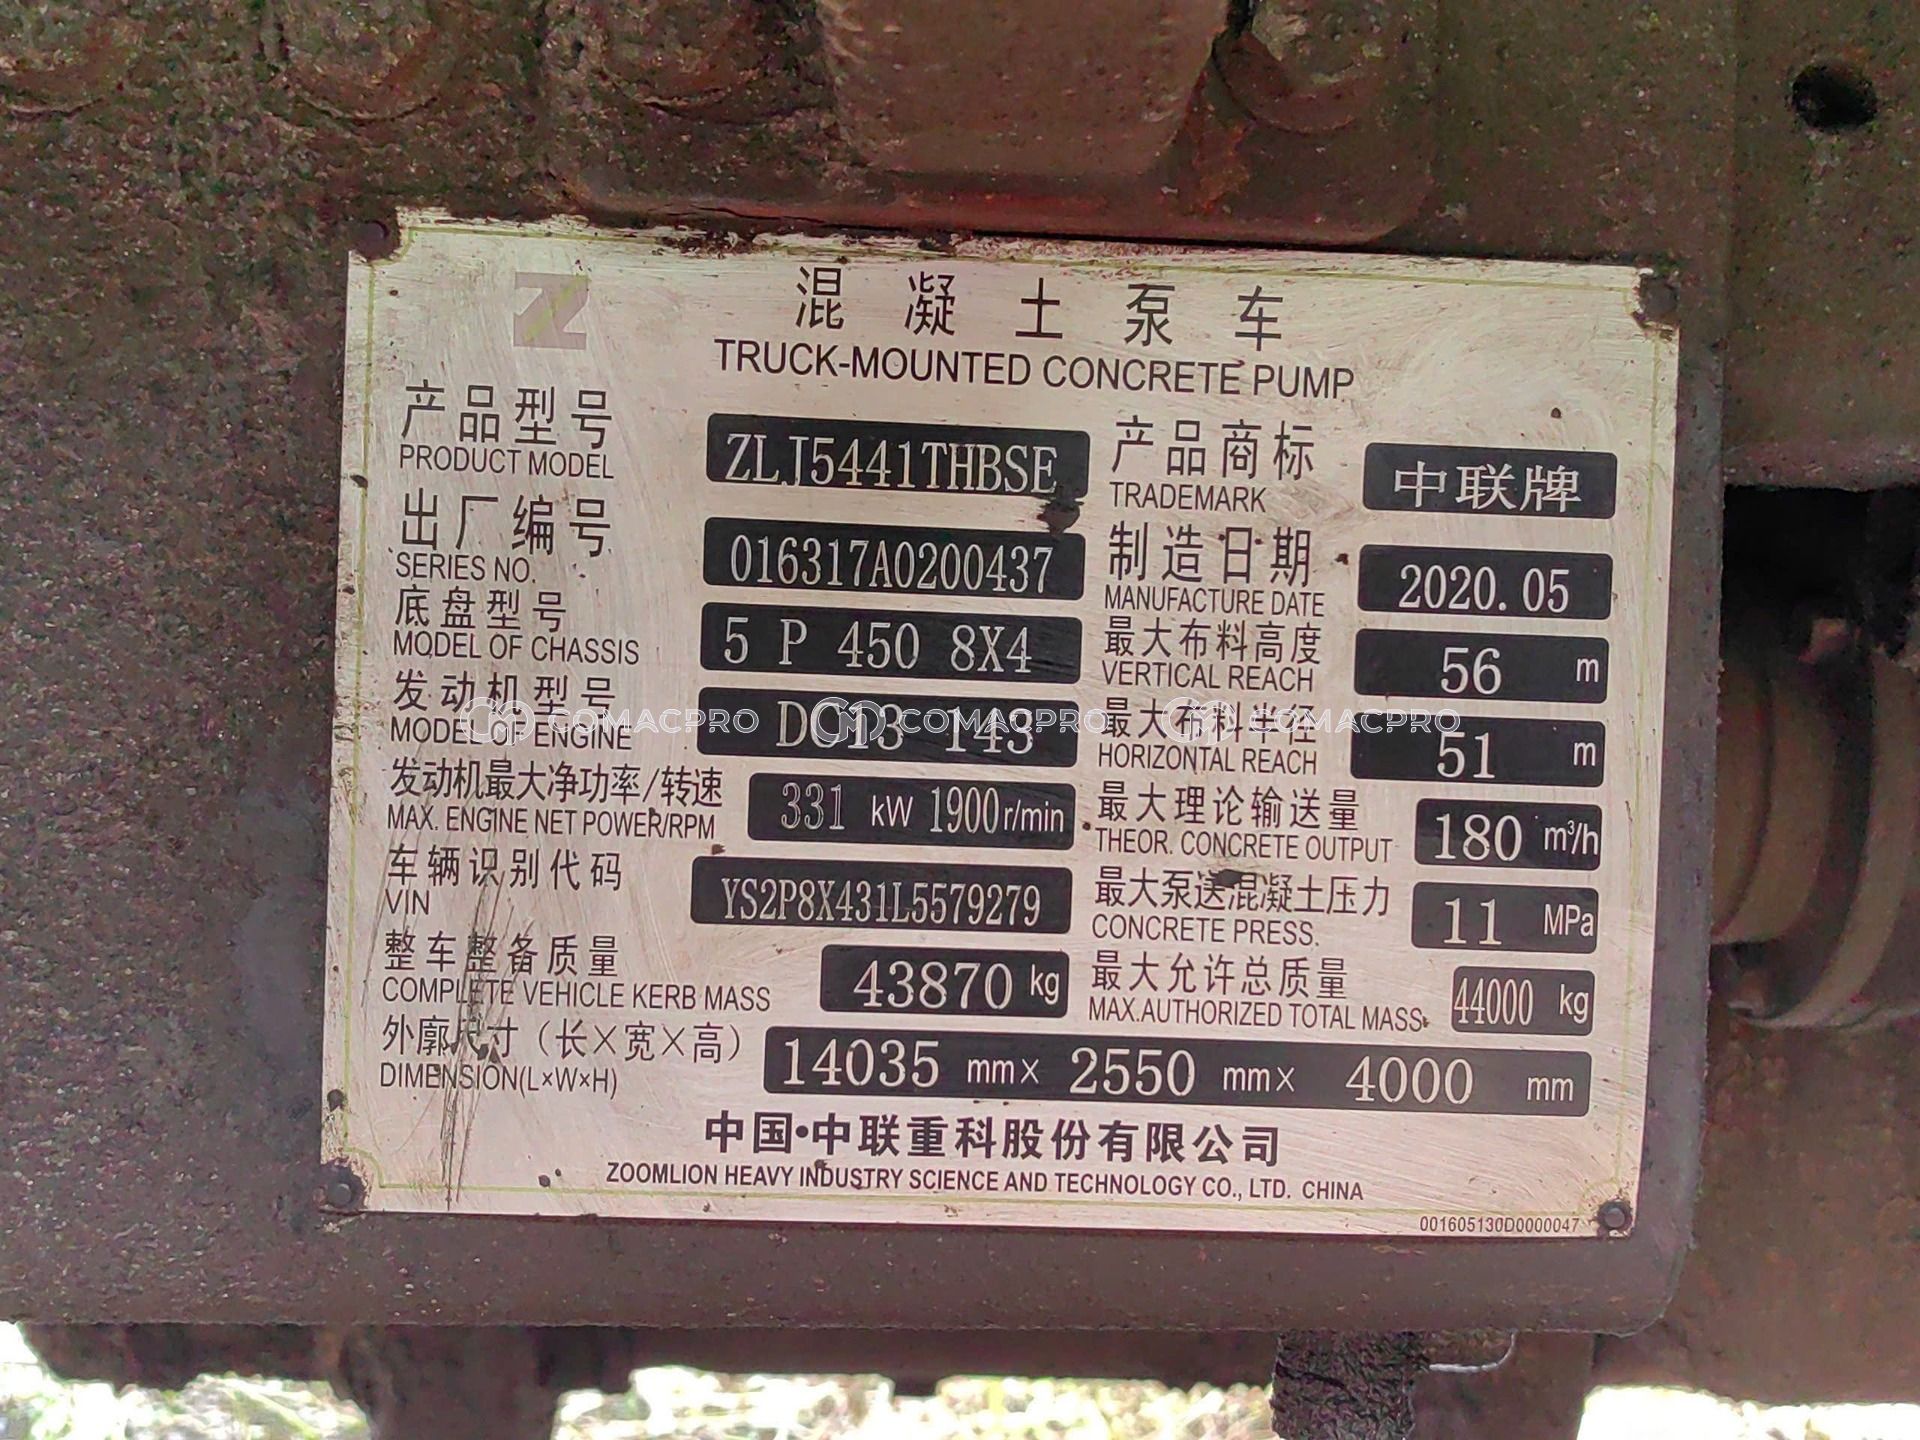 混凝土泵车
TRUCK-MOUNTED CONCRETE PUMP
产品型号 ZLJ5441THBSE 产品商标 中联牌
PRODUCT MODEL TRADEMARK
出厂编号 016317A0200437 制造日期 2020.05
SERIES NO. MANUFACTURE DATE
底盘型号 5 P 450 8X4 最大布料高度 56 m
MODEL OF CHASSIS VERTICAL REACH
发动机型号 DC13 143 最大布料半径 51 m
MODEL OF ENGINE HORIZONTAL REACH
发动机最大净功率/转速 331 kW 1900 r/min 最大理论输送量 180 m³/h
MAX. ENGINE NET POWER/RPM THEOR. CONCRETE OUTPUT
车辆识别代码 YS2P8X431L5579279 最大泵送混凝土压力 11 MPa
VIN CONCRETE PRESS.
整车整备质量 43870 kg 最大允许总质量 44000 kg
COMPLETE VEHICLE KERB MASS MAX.AUTHORIZED TOTAL MASS
外廓尺寸（长×宽×高） 14035 mm× 2550 mm× 4000 mm
DIMENSION(L×W×H)
中国·中联重科股份有限公司
ZOOMLION HEAVY INDUSTRY SCIENCE AND TECHNOLOGY CO., LTD. CHINA
001605130D0000047
COMACPRO COMACPRO COMACPRO